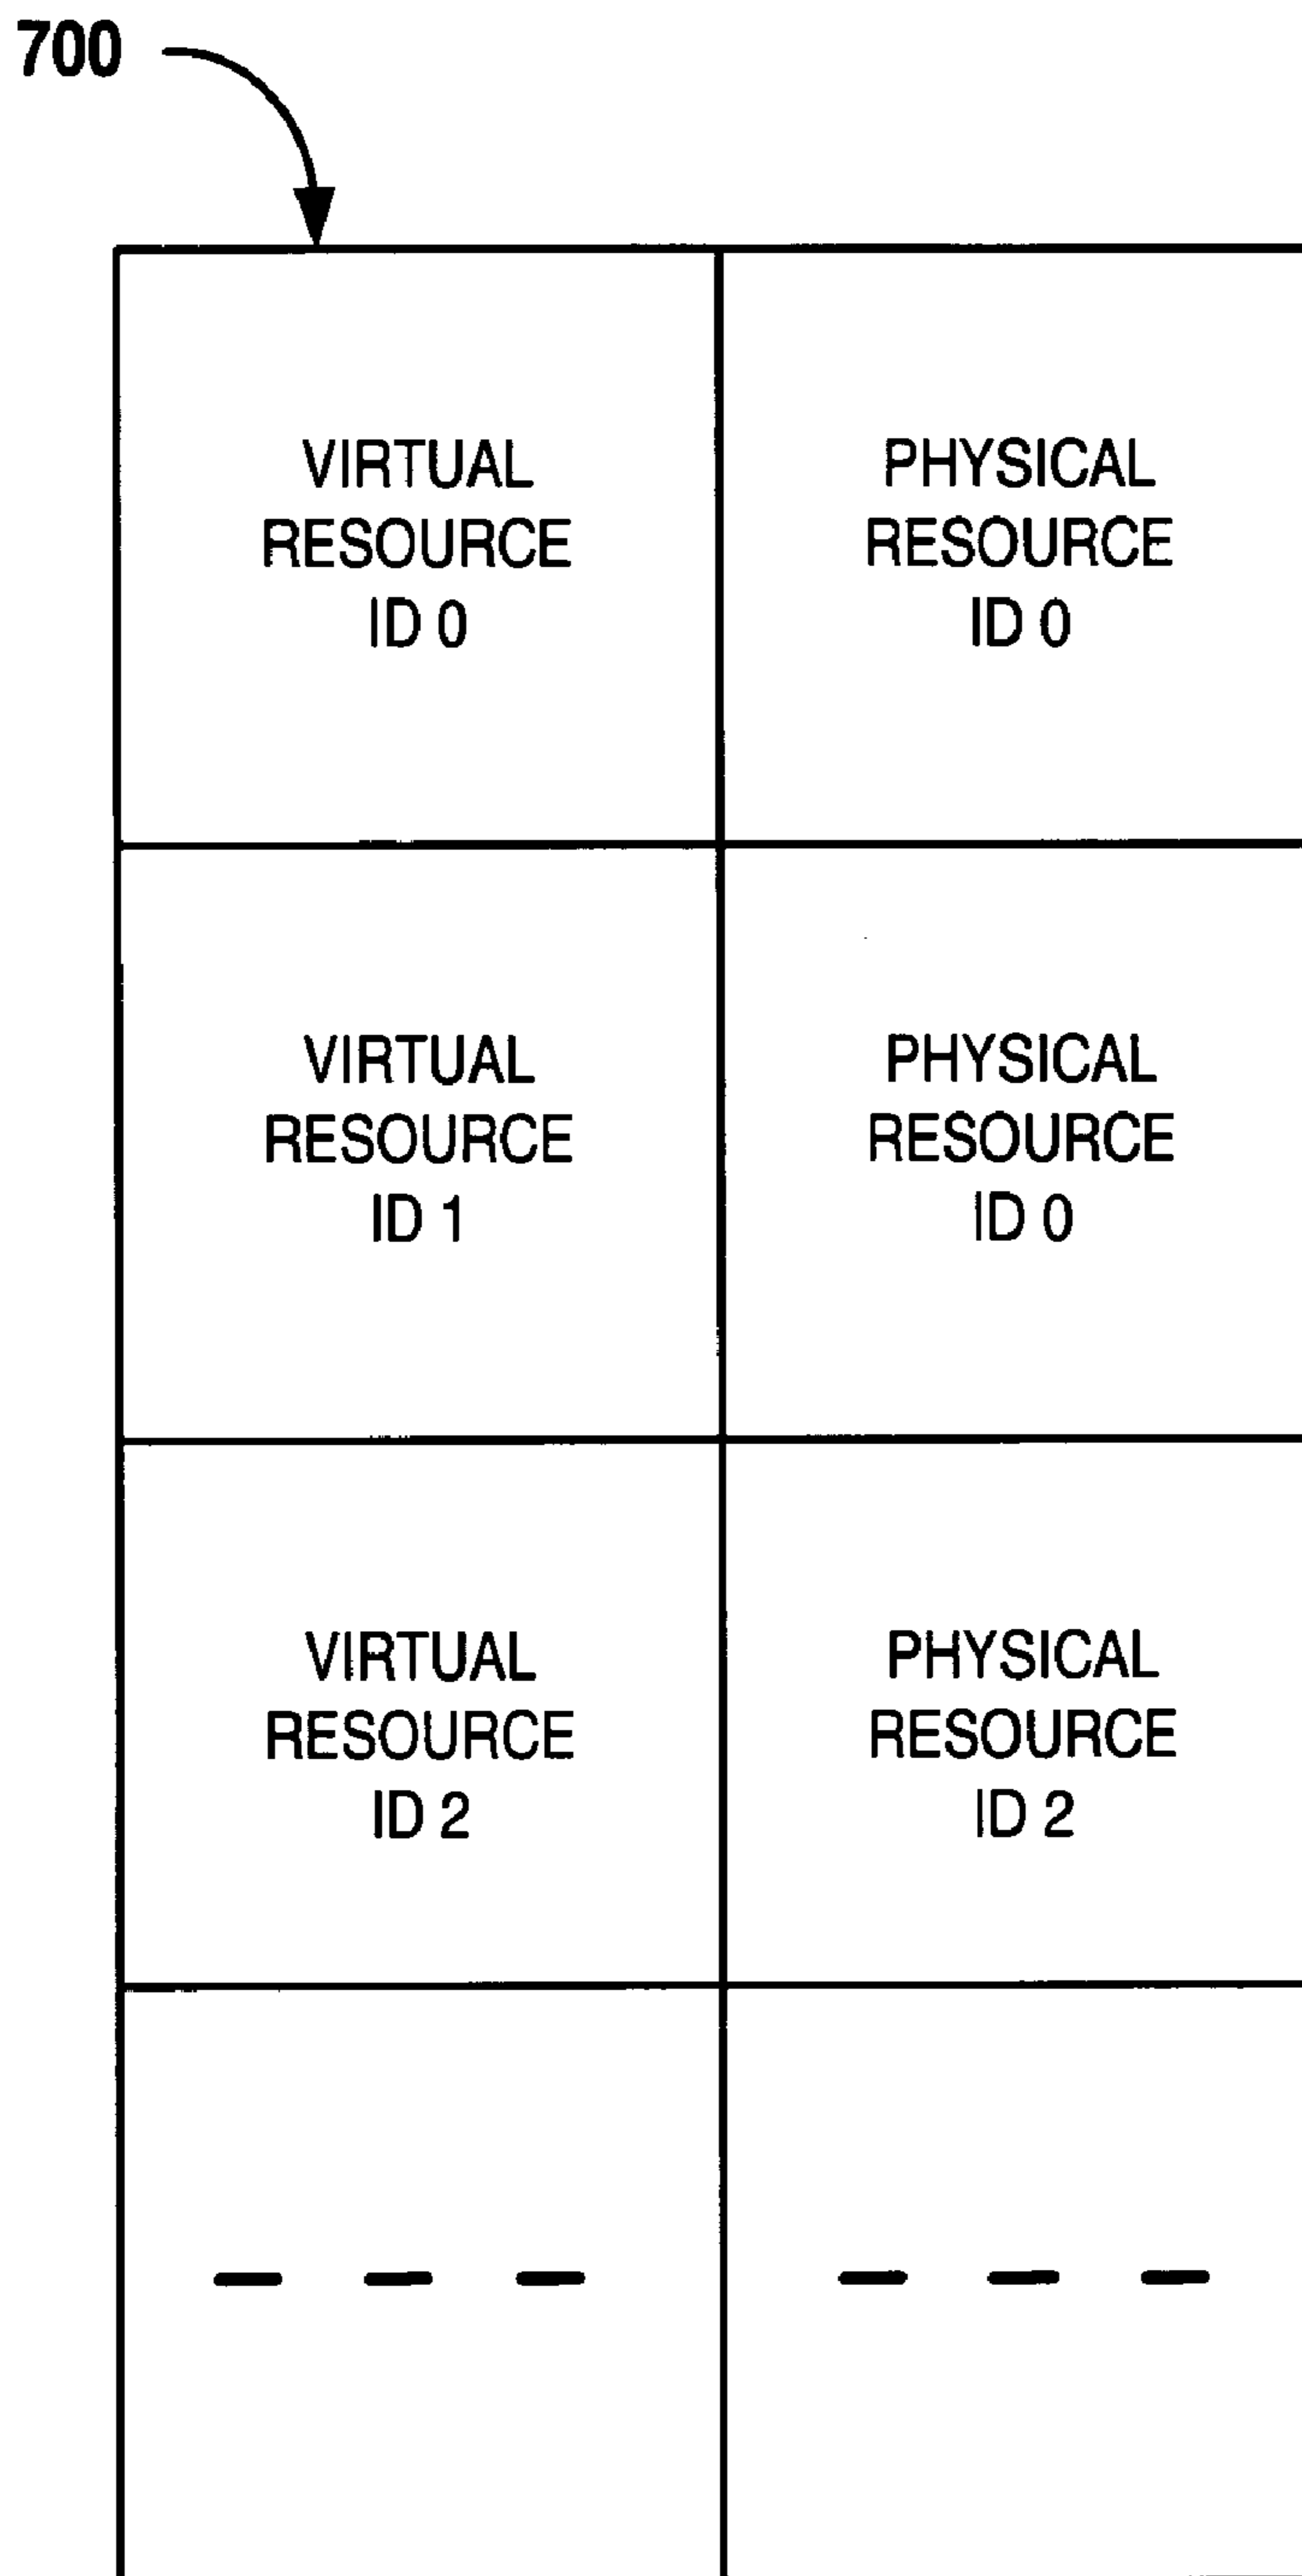 700
VIRTUAL
RESOURCE
ID 0
PHYSICAL
RESOURCE
ID 0
VIRTUAL
RESOURCE
ID 1
PHYSICAL
RESOURCE
ID 0
VIRTUAL
RESOURCE
ID 2
PHYSICAL
RESOURCE
ID 2
— — —
— — —